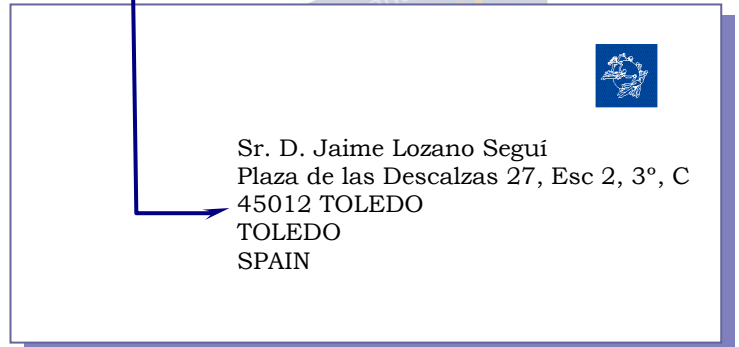 Sr. D. Jaime Lozano Seguí
Plaza de las Descalzas 27, Esc 2, 3º, C
45012 TOLEDO
TOLEDO
SPAIN